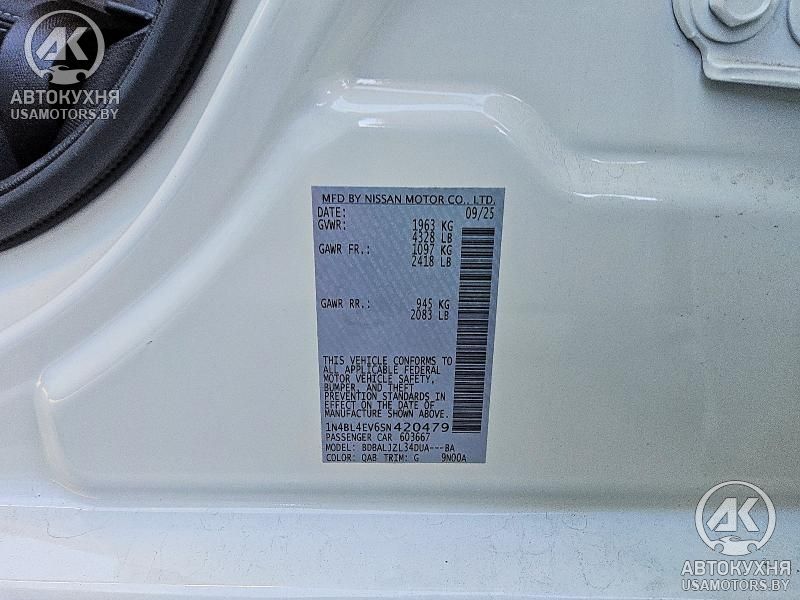 AK
АВТОКУХНЯ
USAMOTORS.BY
MFD BY NISSAN MOTOR CO., LTD.
DATE: 09/25
GVWR: 1963 KG
4328 LB
GAWR FR.: 1097 KG
2418 LB
GAWR RR.: 945 KG
2083 LB
THIS VEHICLE CONFORMS TO
ALL APPLICABLE FEDERAL
MOTOR VEHICLE SAFETY,
BUMPER, AND THEFT
PREVENTION STANDARDS IN
EFFECT ON THE DATE OF
MANUFACTURE SHOWN ABOVE.
1N4BL4EV6SN420479
PASSENGER CAR 603667
MODEL: BDBALJZL34DUA---BA
COLOR: QAB TRIM: G 9N00A
AK
АВТОКУХНЯ
USAMOTORS.BY